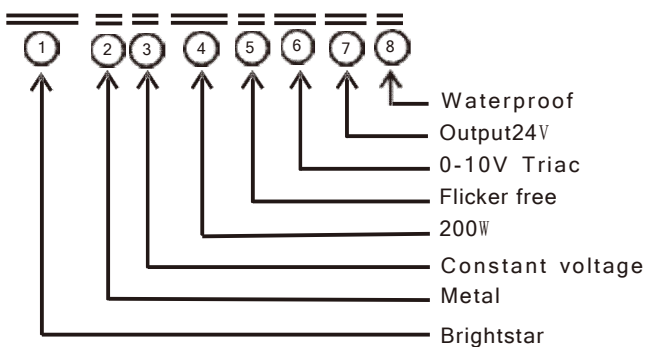 1 2 3 4 5 6 7 8
Waterproof
Output24V
0-10V Triac
Flicker free
200W
Constant voltage
Metal
Brightstar